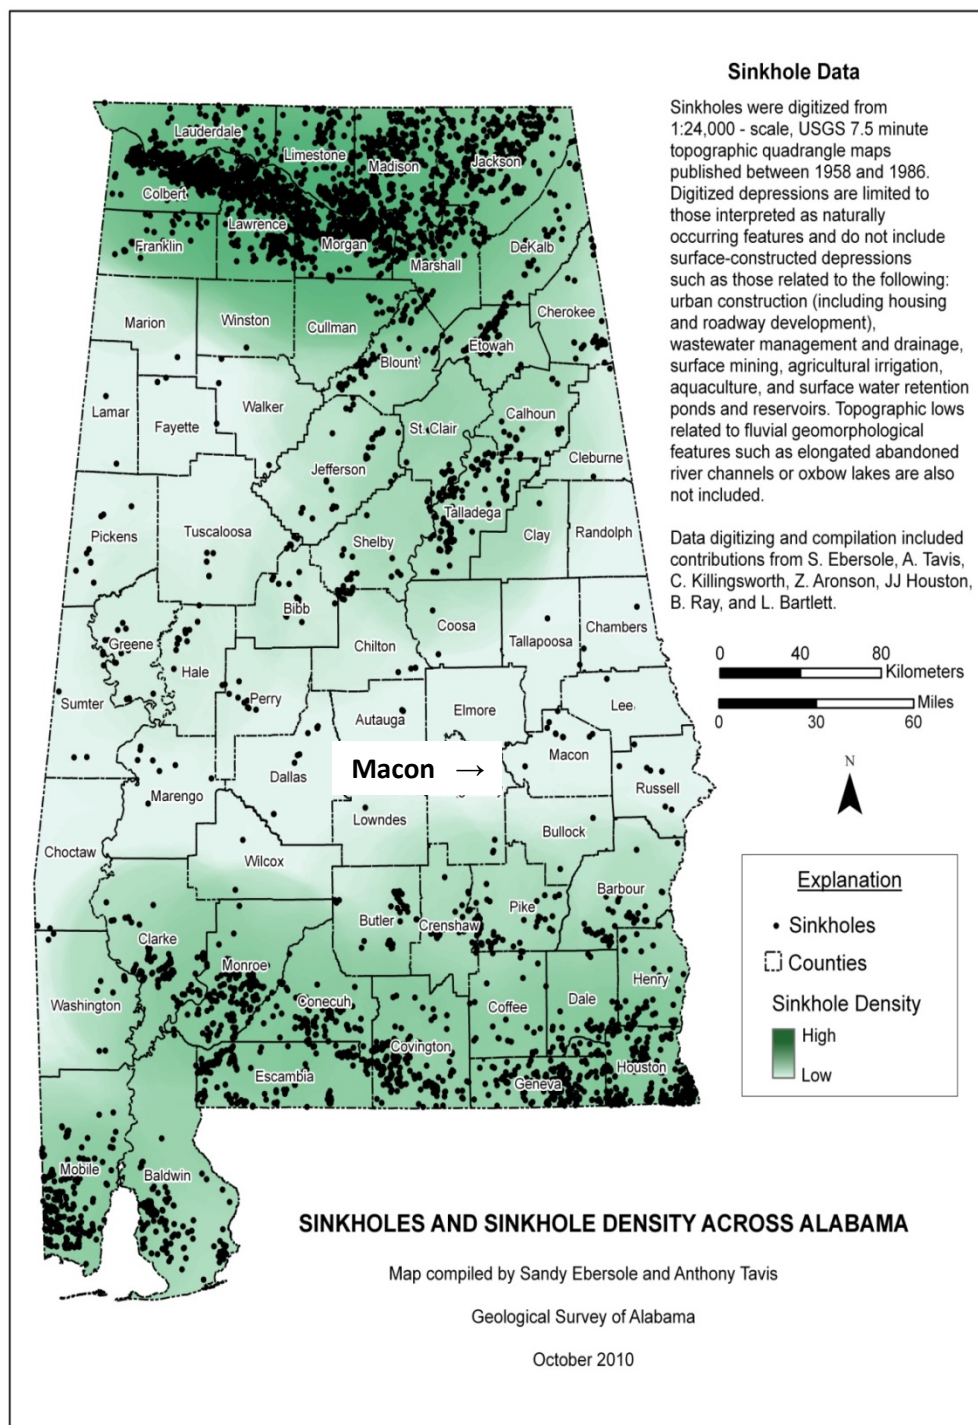 Sinkhole Data
Sinkholes were digitized from
1:24,000 - scale, USGS 7.5 minute
topographic quadrangle maps
published between 1958 and 1986.
Digitized depressions are limited to
those interpreted as naturally
occurring features and do not include
surface-constructed depressions
such as those related to the following:
urban construction (including housing
and roadway development),
wastewater management and drainage,
surface mining, agricultural irrigation,
aquaculture, and surface water retention
ponds and reservoirs. Topographic lows
related to fluvial geomorphological
features such as elongated abandoned
river channels or oxbow lakes are also
not included.
Data digitizing and compilation included
contributions from S. Ebersole, A. Tavis,
C. Killingsworth, Z. Aronson, JJ Houston,
B. Ray, and L. Bartlett.
0 40 80
Kilometers
Miles
0 30 60
N
Explanation
Sinkholes
Counties
Sinkhole Density
High
Low
Lauderdale
Limestone
Madison
Jackson
Colbert
Lawrence
Morgan
Franklin
Marshall
DeKalb
Marion
Winston
Cullman
Cherokee
Etowah
Blount
Lamar
Fayette
Walker
St. Clair
Calhoun
Jefferson
Cleburne
Pickens
Tuscaloosa
Talladega
Shelby
Clay
Randolph
Bibb
Greene
Hale
Chilton
Coosa
Tallapoosa
Chambers
Sumter
Perry
Autauga
Elmore
Lee
Macon →
Macon
Dallas
Marengo
Russell
Lowndes
Bullock
Choctaw
Wilcox
Barbour
Butler
Crenshaw
Pike
Clarke
Monroe
Washington
Conecuh
Coffee
Dale
Henry
Covington
Escambia
Geneva
Houston
Mobile
Baldwin
SINKHOLES AND SINKHOLE DENSITY ACROSS ALABAMA
Map compiled by Sandy Ebersole and Anthony Tavis
Geological Survey of Alabama
October 2010